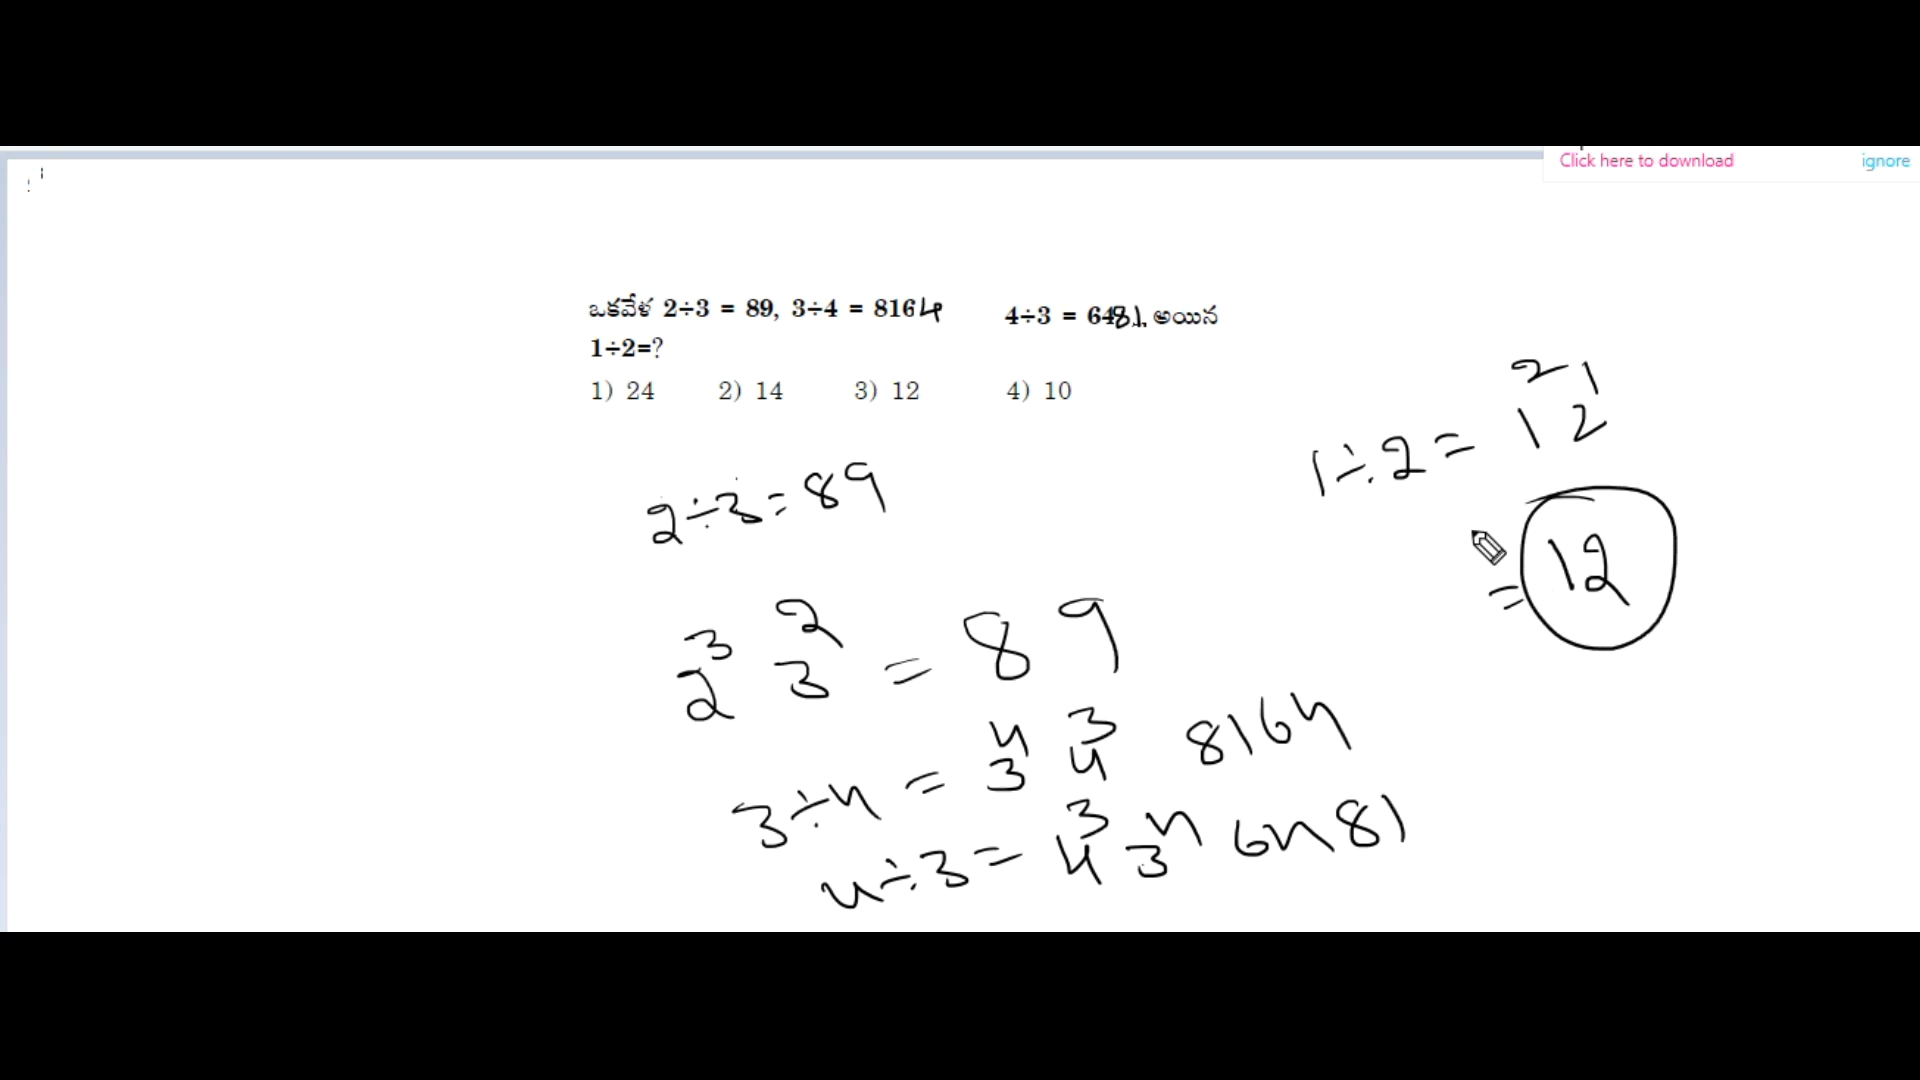 Click here to download ignore
ఒకవేళ 2÷3 = 89, 3÷4 = 8164 4÷3 = 6481, అయిన
1÷2=?
1) 24 2) 14 3) 12 4) 10
2÷3=89
3² 
2 3 = 89
3÷4 = 3⁴ 4³ 8164
4÷3 = 4³ 3⁴ 6481
1÷2 = 1² 2¹
= 12